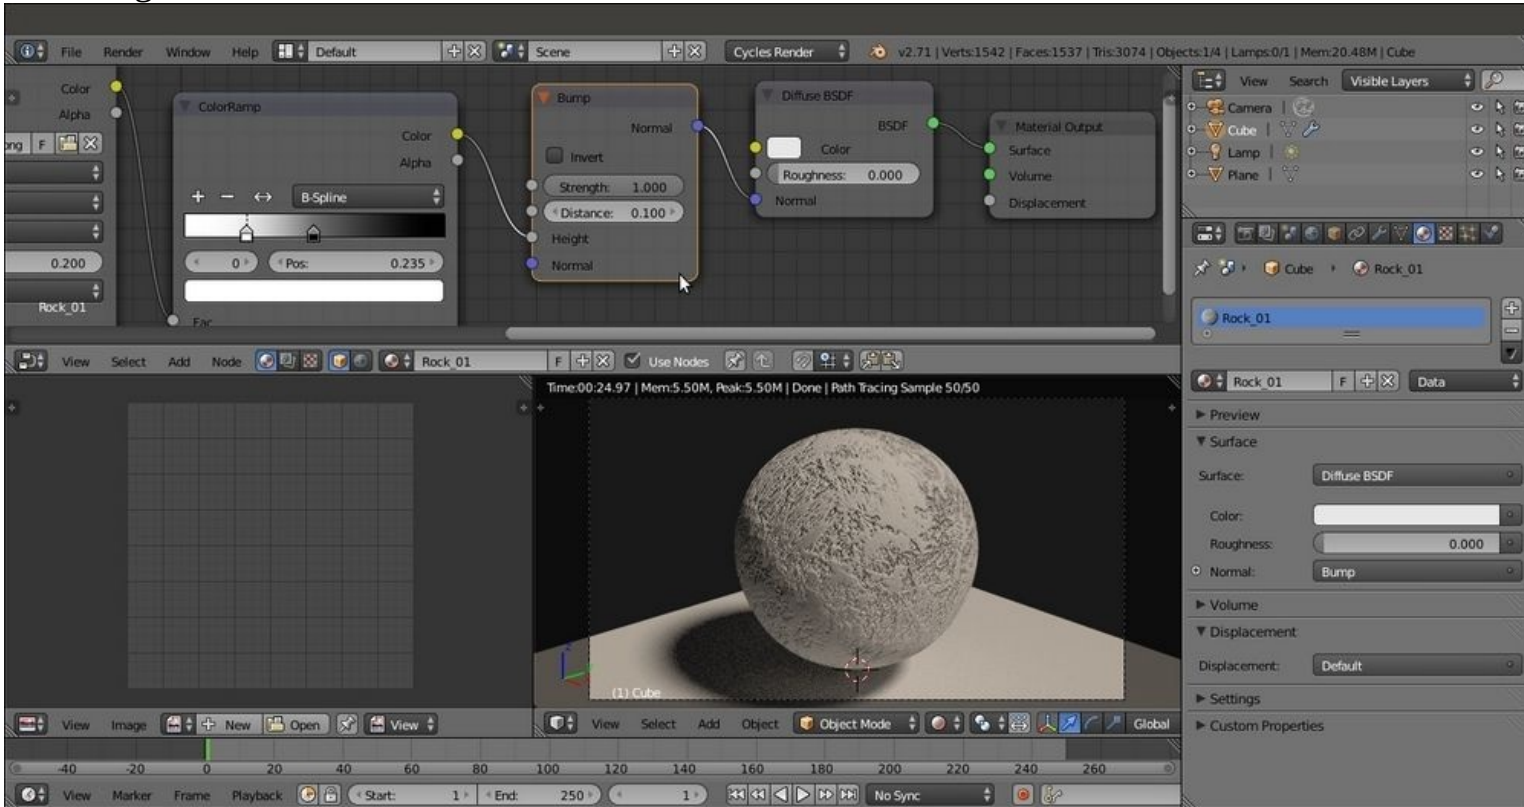 File Render Window Help Default Scene Cycles Render v2.71 | Verts:1542 | Faces:1537 | Tris:3074 | Objects:1/4 | Lamps:0/1 | Mem:20.48M | Cube
Color
Alpha
F
0.200
Rock_01
ColorRamp
Color
Alpha
B-Spline
0 Pos: 0.235
Fac
Bump
Normal
Invert
Strength: 1.000
Distance: 0.100
Height
Normal
Diffuse BSDF
BSDF
Color
Roughness: 0.000
Normal
Material Output
Surface
Volume
Displacement
View Search Visible Layers
Camera
Cube
Lamp
Plane
Cube Rock_01
Rock_01
Rock_01 F Data
Preview
Surface
Surface: Diffuse BSDF
Color:
Roughness: 0.000
Normal: Bump
Volume
Displacement
Displacement: Default
Settings
Custom Properties
View Select Add Node Rock_01 F Use Nodes
Time:00:24.97 | Mem:5.50M, Peak:5.50M | Done | Path Tracing Sample 50/50
(1) Cube
View Image New Open View
View Select Add Object Object Mode Global
-40 -20 0 20 40 60 80 100 120 140 160 180 200 220 240 260
View Marker Frame Playback Start: 1 End: 250 1 No Sync